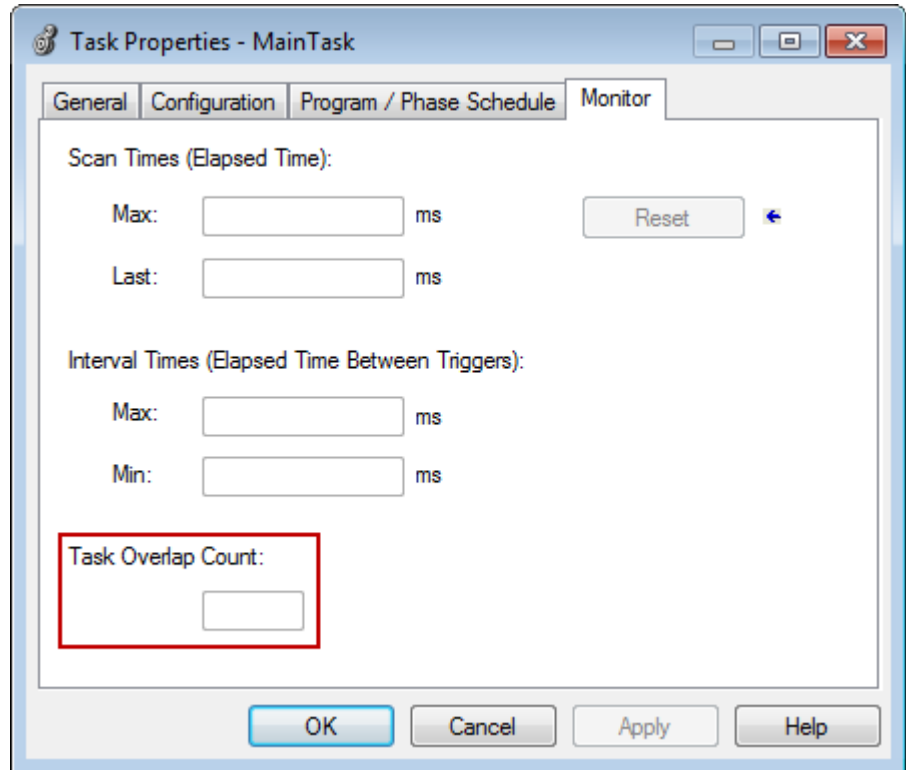 Task Properties - MainTask
General Configuration Program / Phase Schedule Monitor
Scan Times (Elapsed Time):
Max: ms Reset
Last: ms
Interval Times (Elapsed Time Between Triggers):
Max: ms
Min: ms
Task Overlap Count:
OK Cancel Apply Help